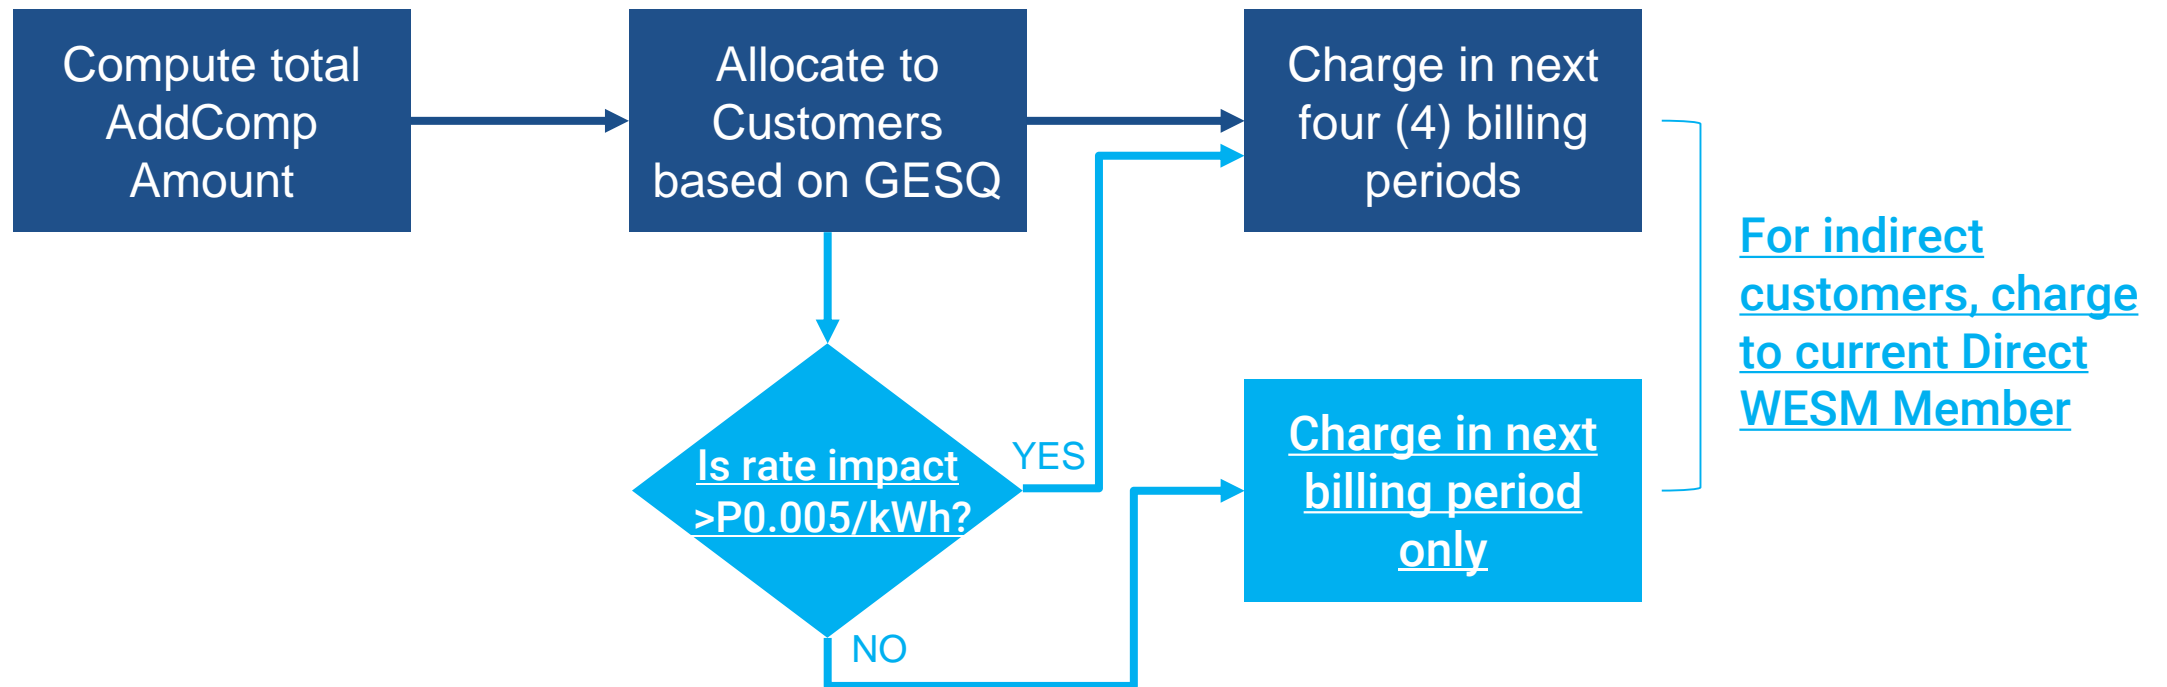 Compute total
AddComp
Amount
Allocate to
Customers
based on GESQ
Charge in next
four (4) billing
periods
For indirect
customers, charge
to current Direct
WESM Member
Is rate impact
>P0.005/kWh?
YES
NO
Charge in next
billing period
only